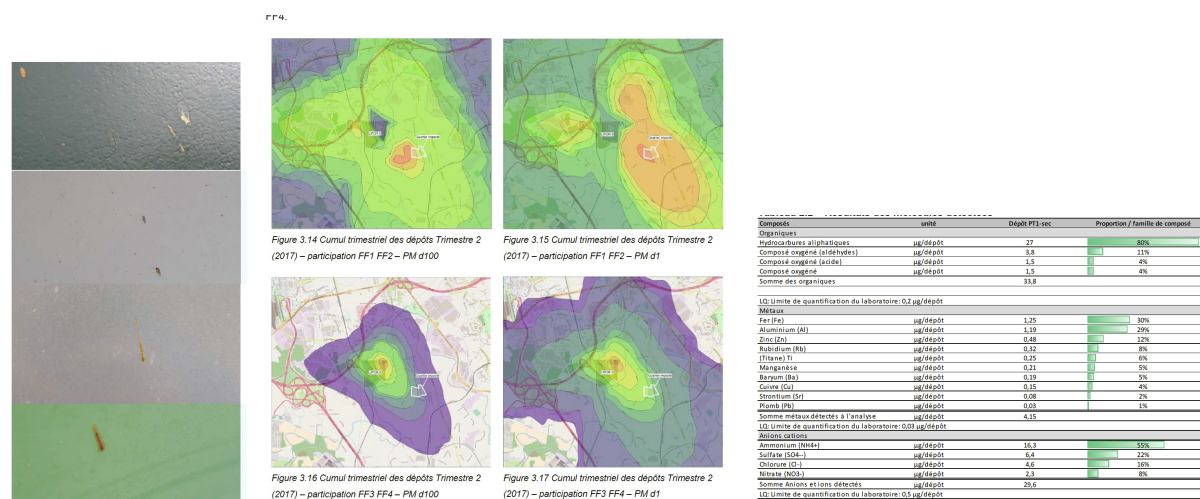 FF4.
Figure 3.14 Cumul trimestriel des dépôts Trimestre 2
(2017) – participation FF1 FF2 – PM d100
Figure 3.15 Cumul trimestriel des dépôts Trimestre 2
(2017) – participation FF1 FF2 – PM d1
Figure 3.16 Cumul trimestriel des dépôts Trimestre 2
(2017) – participation FF3 FF4 – PM d100
Figure 3.17 Cumul trimestriel des dépôts Trimestre 2
(2017) – participation FF3 FF4 – PM d1
Composés unité Dépôt PT1-sec Proportion / famille de composé
Organiques
Hydrocarbures aliphatiques µg/dépôt 27 80%
Composé oxygéné (aldéhydes) µg/dépôt 3,8 11%
Composé oxygéné (acide) µg/dépôt 1,5 4%
Composé oxygéné µg/dépôt 1,5 4%
Somme des organiques 33,8
LQ: Limite de quantification du laboratoire: 0,2 µg/dépôt
Métaux
Fer (Fe) µg/dépôt 1,25 30%
Aluminium (Al) µg/dépôt 1,19 29%
Zinc (Zn) µg/dépôt 0,48 12%
Rubidium (Rb) µg/dépôt 0,32 8%
(Titane) Ti µg/dépôt 0,25 6%
Manganèse µg/dépôt 0,21 5%
Baryum (Ba) µg/dépôt 0,19 5%
Cuivre (Cu) µg/dépôt 0,15 4%
Strontium (Sr) µg/dépôt 0,08 2%
Plomb (Pb) µg/dépôt 0,03 1%
Somme métaux détectés à l'analyse µg/dépôt 4,15
LQ: Limite de quantification du laboratoire: 0,03 µg/dépôt
Anions cations
Ammonium (NH4+) µg/dépôt 16,3 55%
Sulfate (SO4--) µg/dépôt 6,4 22%
Chlorure (Cl-) µg/dépôt 4,6 16%
Nitrate (NO3-) µg/dépôt 2,3 8%
Somme Anions et ions détectés µg/dépôt 29,6
LQ: Limite de quantification du laboratoire: 0,5 µg/dépôt